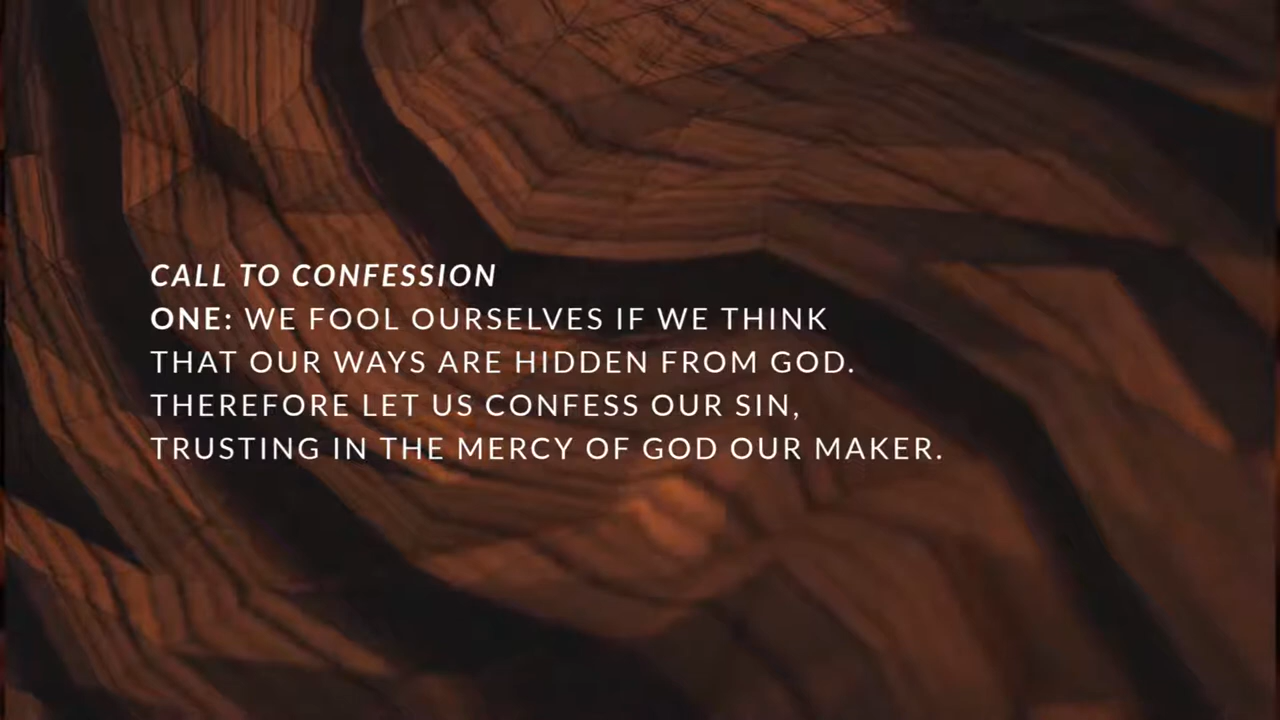 CALL TO CONFESSION
ONE: WE FOOL OURSELVES IF WE THINK
THAT OUR WAYS ARE HIDDEN FROM GOD.
THEREFORE LET US CONFESS OUR SIN,
TRUSTING IN THE MERCY OF GOD OUR MAKER.